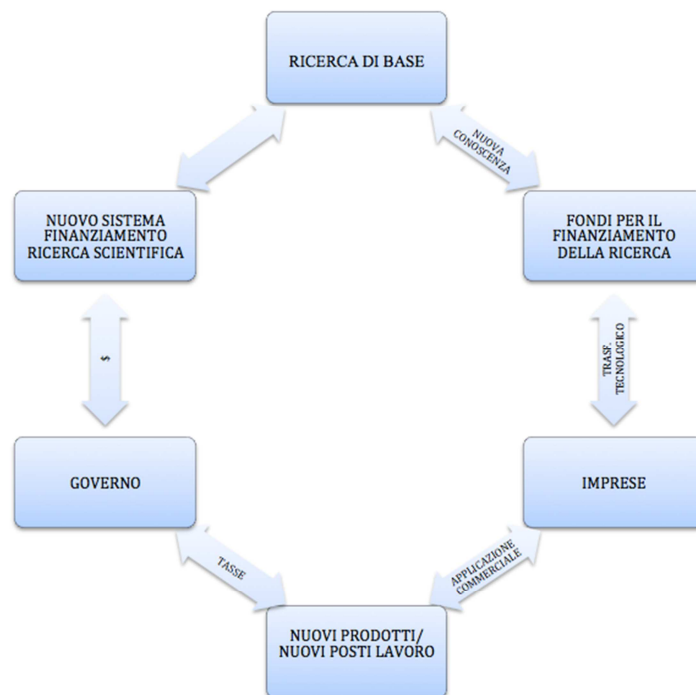 RICERCA DI BASE
NUOVA
CONOSCENZA
NUOVO SISTEMA
FINANZIAMENTO
RICERCA SCIENTIFICA
FONDI PER IL
FINANZIAMENTO
DELLA RICERCA
$
TRASF.
TECNOLOGICO
GOVERNO
IMPRESE
TASSE
APPLICAZIONE
COMMERCIALE
NUOVI PRODOTTI/
NUOVI POSTI LAVORO